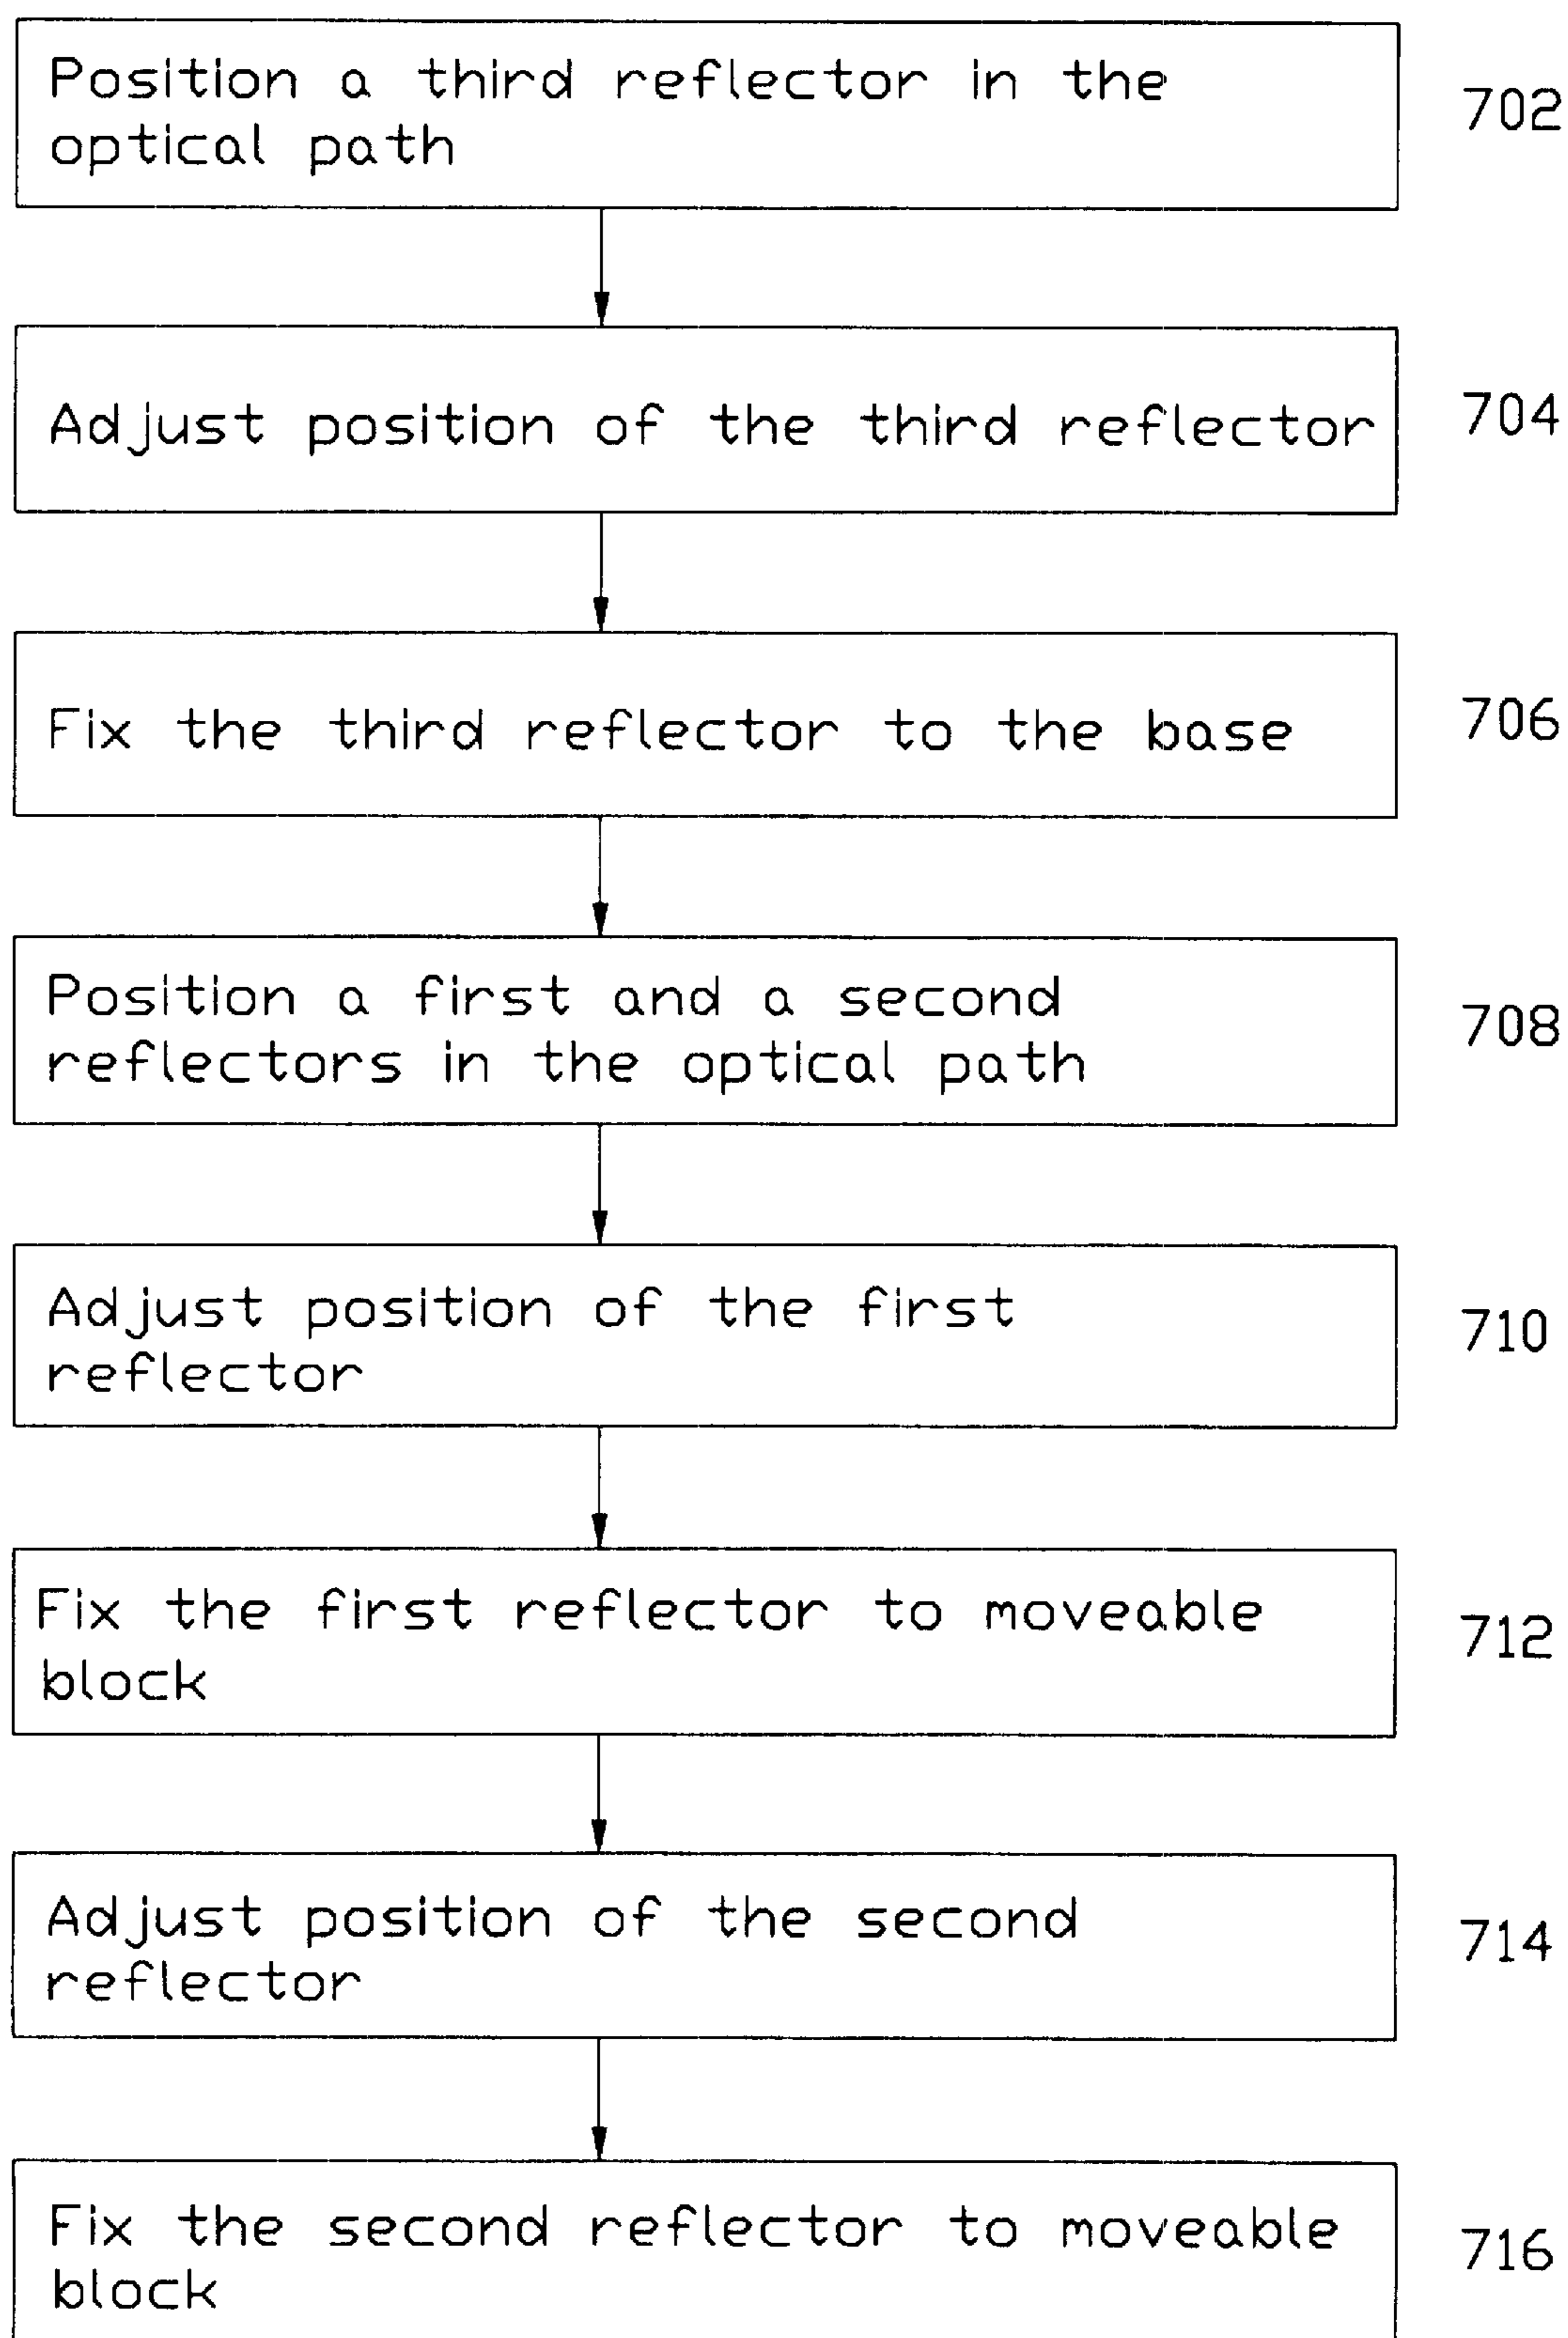 Position a third reflector in the
optical path
702
Adjust position of the third reflector
704
Fix the third reflector to the base
706
Position a first and a second
reflectors in the optical path
708
Adjust position of the first
reflector
710
Fix the first reflector to moveable
block
712
Adjust position of the second
reflector
714
Fix the second reflector to moveable
block
716